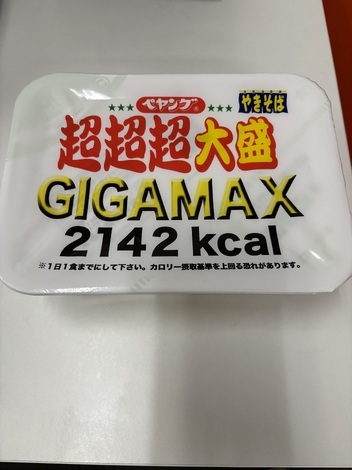 ★★★ ペヤング ★★★ やきそば
超超超大盛
GIGAMAX
2142 kcal
※1日1食までにして下さい。カロリー摂取基準を上回る恐れがあります。